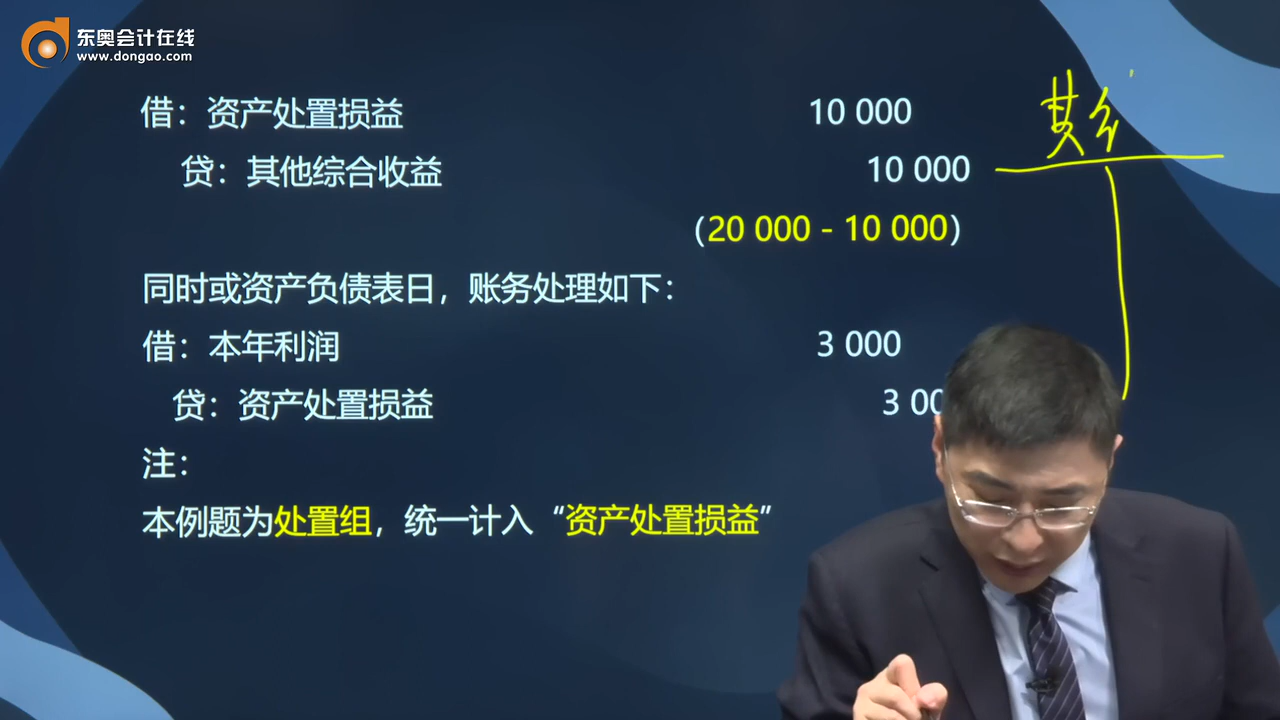 东奥会计在线
www.dongao.com
借：资产处置损益 10 000
贷：其他综合收益 10 000
(20 000 - 10 000)
同时或资产负债表日，账务处理如下：
借：本年利润 3 000
贷：资产处置损益 3 00
注：
本例题为处置组，统一计入“资产处置损益”